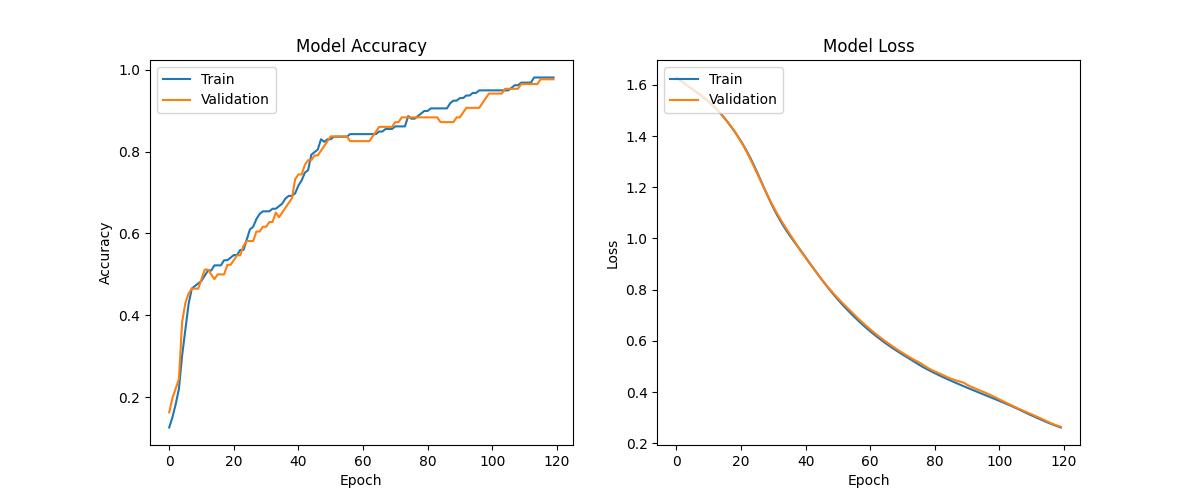 Model Accuracy
Train
Validation
1.0
0.8
0.6
0.4
0.2
Accuracy
0 20 40 60 80 100 120
Epoch
Model Loss
Train
Validation
1.6
1.4
1.2
1.0
0.8
0.6
0.4
0.2
Loss
0 20 40 60 80 100 120
Epoch